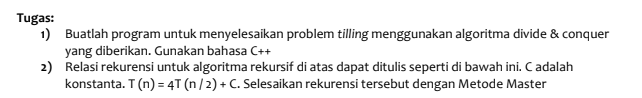 Tugas:
1) Buatlah program untuk menyelesaikan problem tilling menggunakan algoritma divide & conquer
yang diberikan. Gunakan bahasa C++
2) Relasi rekurensi untuk algoritma rekursif di atas dapat ditulis seperti di bawah ini. C adalah
konstanta. T (n) = 4T (n / 2) + C. Selesaikan rekurensi tersebut dengan Metode Master